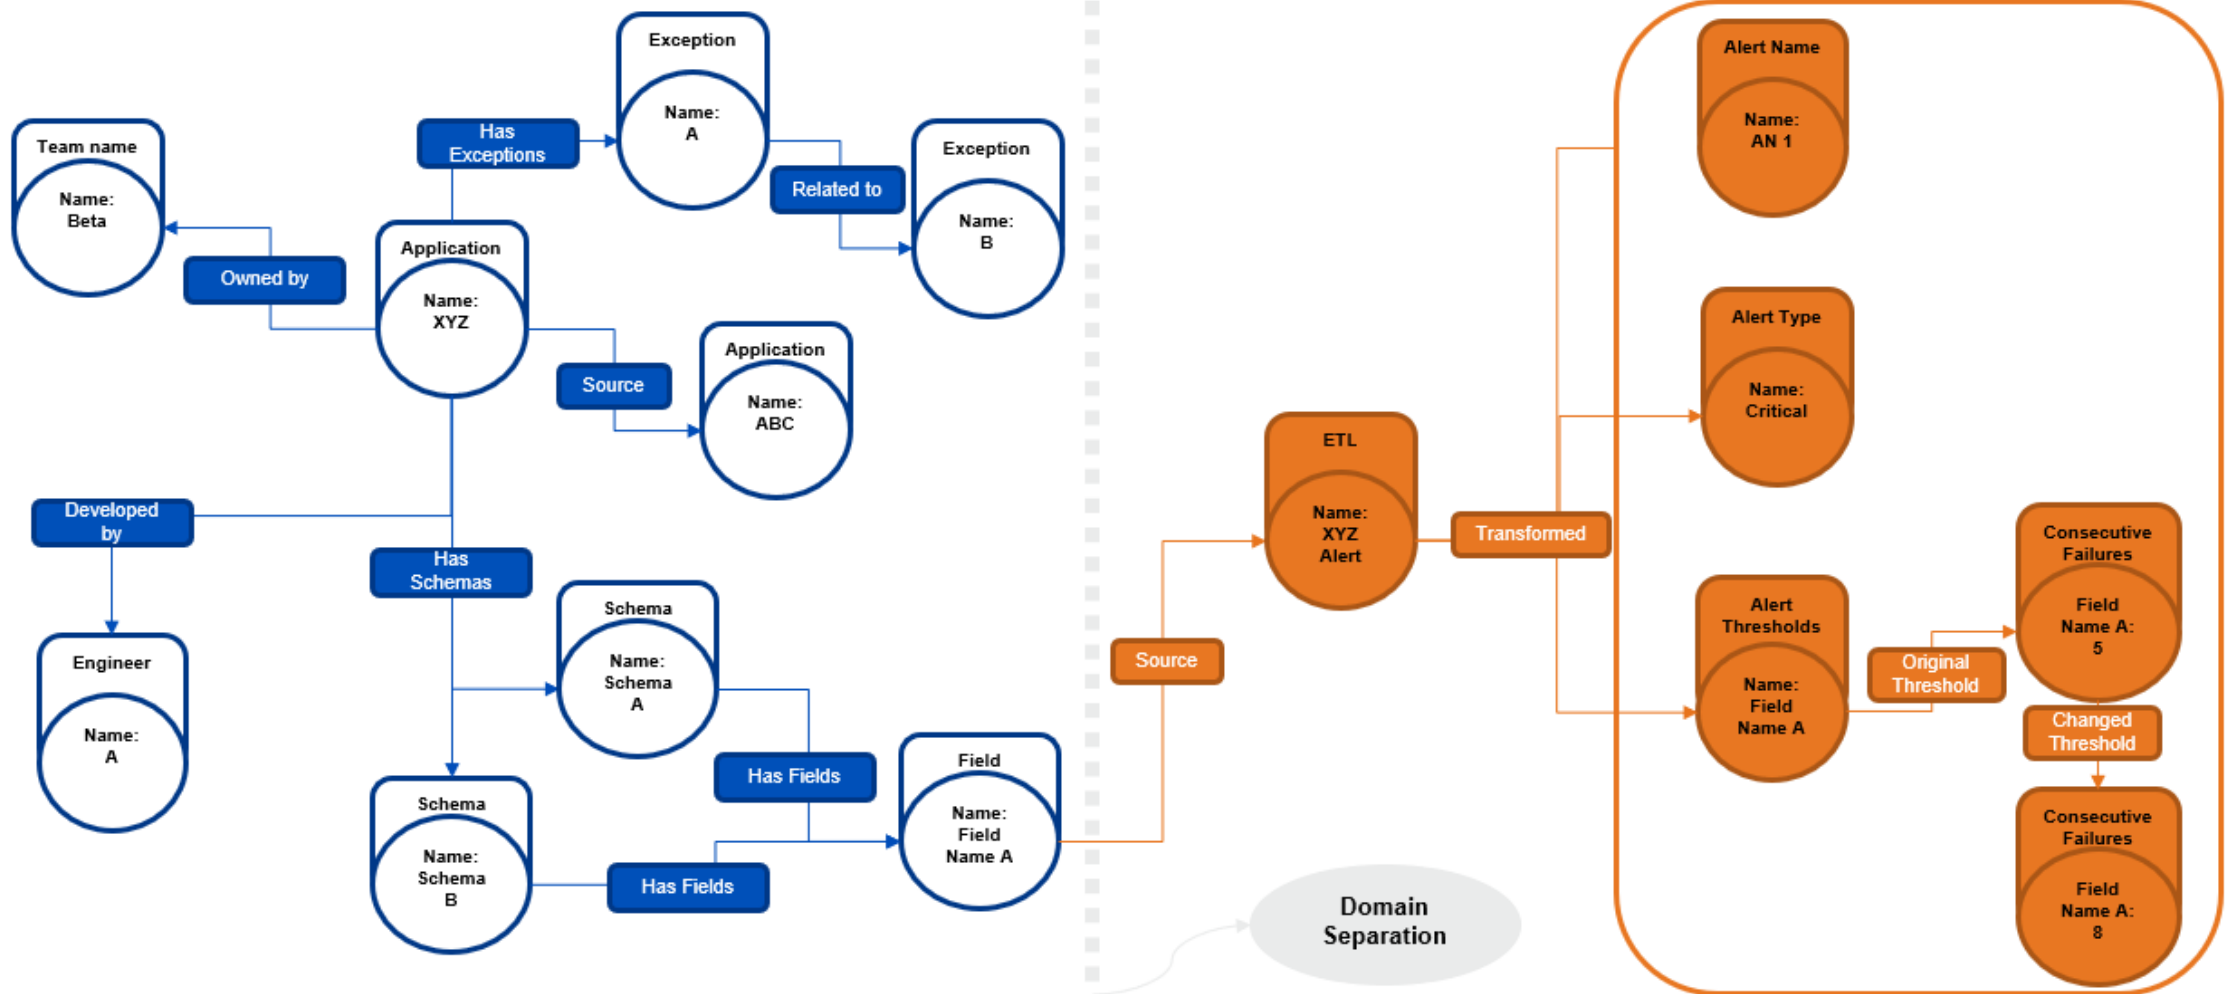 Exception
Name:
A
Has
Exceptions
Team name
Name:
Beta
Exception
Name:
B
Related to
Owned by
Application
Name:
XYZ
Source
Application
Name:
ABC
Developed
by
Has
Schemas
Engineer
Name:
A
Schema
Name:
Schema
A
Has Fields
Schema
Name:
Schema
B
Has Fields
Field
Name:
Field
Name A
Source
ETL
Name:
XYZ
Alert
Transformed
Alert Name
Name:
AN 1
Alert Type
Name:
Critical
Alert
Thresholds
Name:
Field
Name A
Original
Threshold
Consecutive
Failures
Field
Name A:
5
Changed
Threshold
Consecutive
Failures
Field
Name A:
8
Domain
Separation